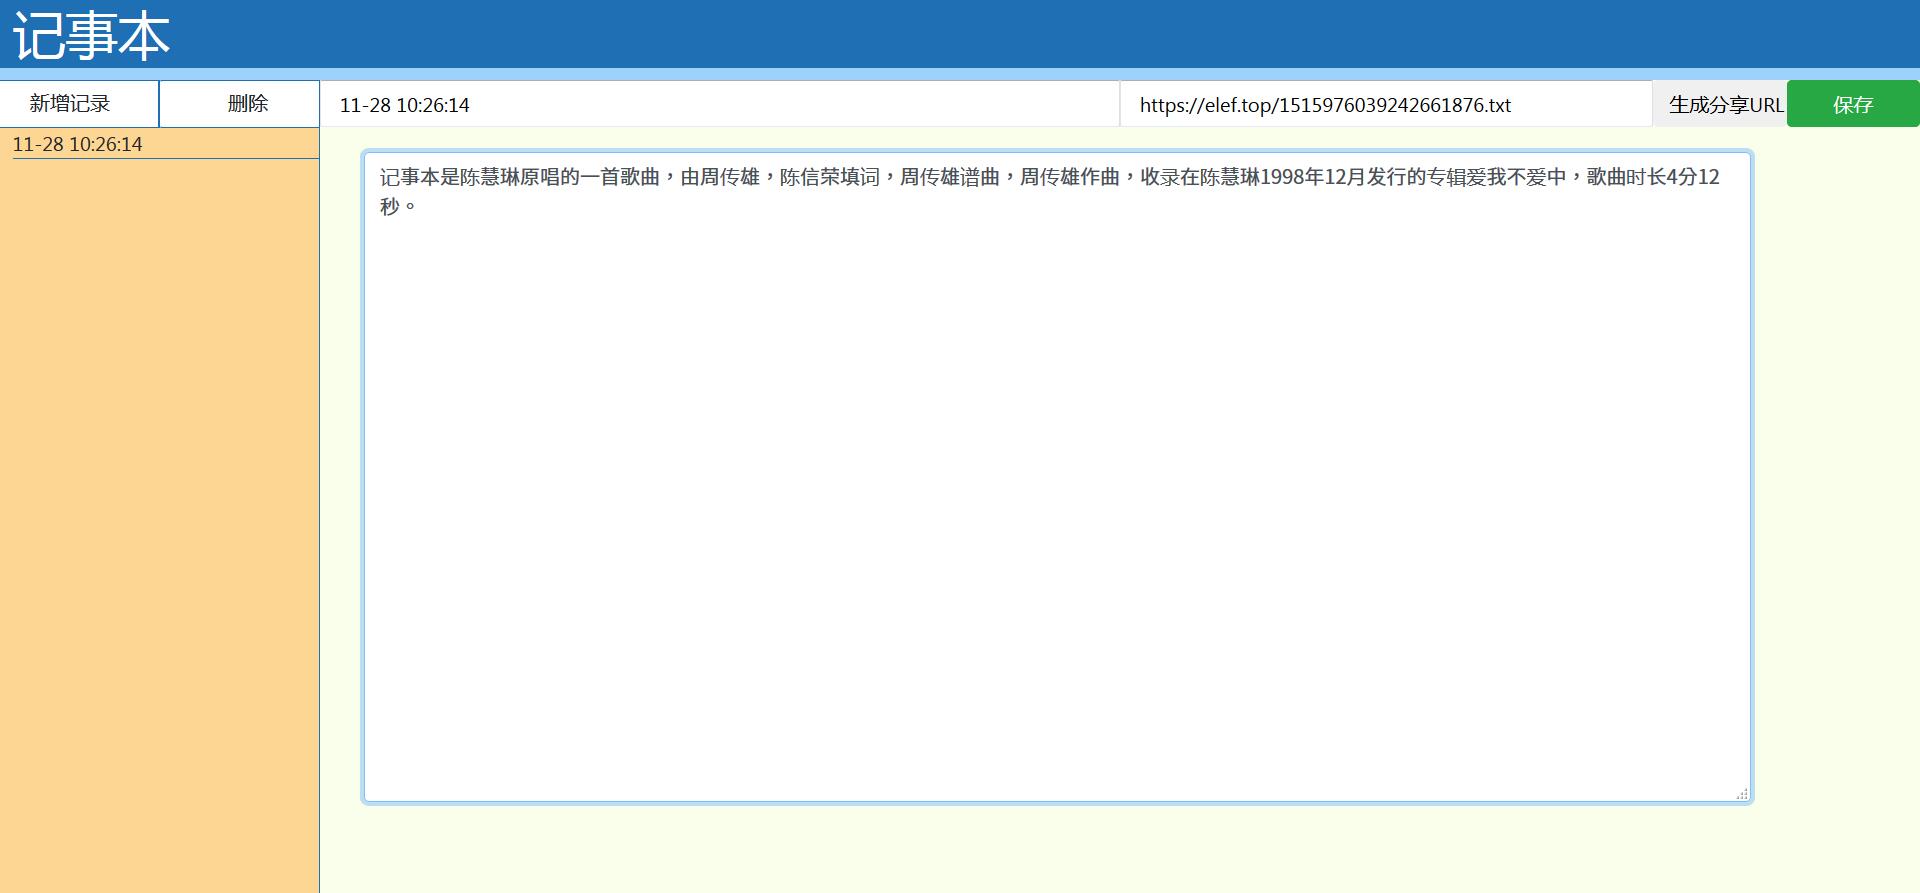 记事本
新增记录
删除
11-28 10:26:14
https://elef.top/1515976039242661876.txt
生成分享URL
保存
11-28 10:26:14
记事本是陈慧琳原唱的一首歌曲，由周传雄，陈信荣填词，周传雄谱曲，周传雄作曲，收录在陈慧琳1998年12月发行的专辑爱我不爱中，歌曲时长4分12
秒。